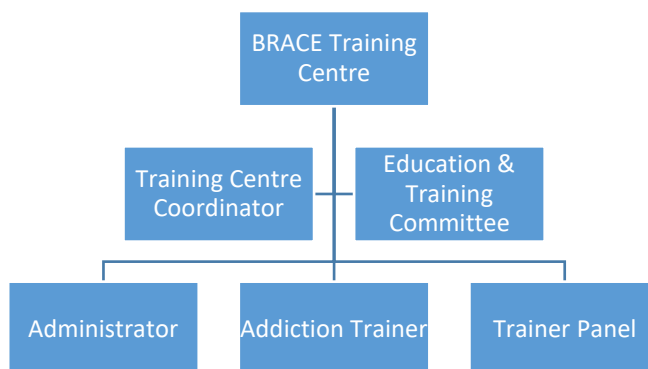 BRACE Training
Centre
Training Centre
Coordinator
Education &
Training
Committee
Administrator
Addiction Trainer
Trainer Panel